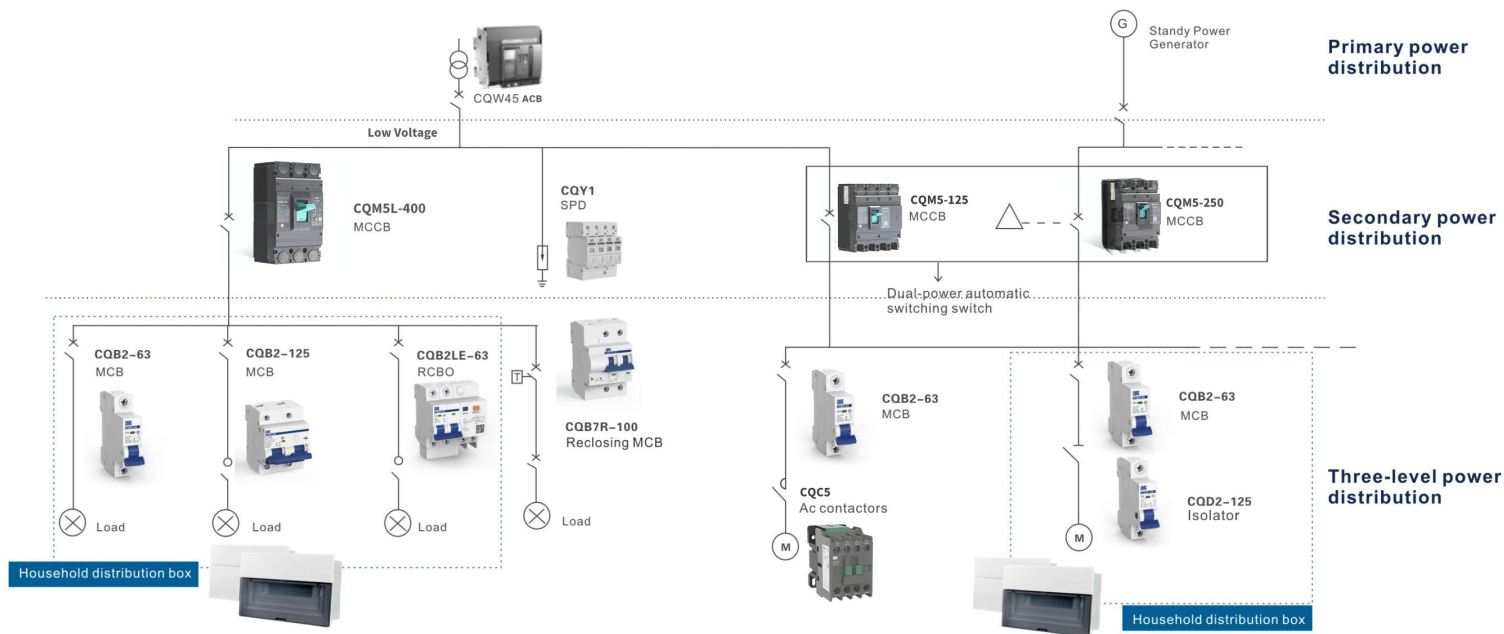 G
Standy Power
Generator
Primary power
distribution
CQW45 ACB
Low Voltage
CQM5L-400
MCCB
CQY1
SPD
CQM5-125
MCCB
CQM5-250
MCCB
Secondary power
distribution
Dual-power automatic
switching switch
CQB2-63
MCB
CQB2-125
MCB
CQB2LE-63
RCBO
T
CQB7R-100
Reclosing MCB
CQB2-63
MCB
CQB2-63
MCB
Three-level power
distribution
CQC5
Ac contactors
CQD2-125
Isolator
Load
Load
Load
Load
M
M
Household distribution box
Household distribution box